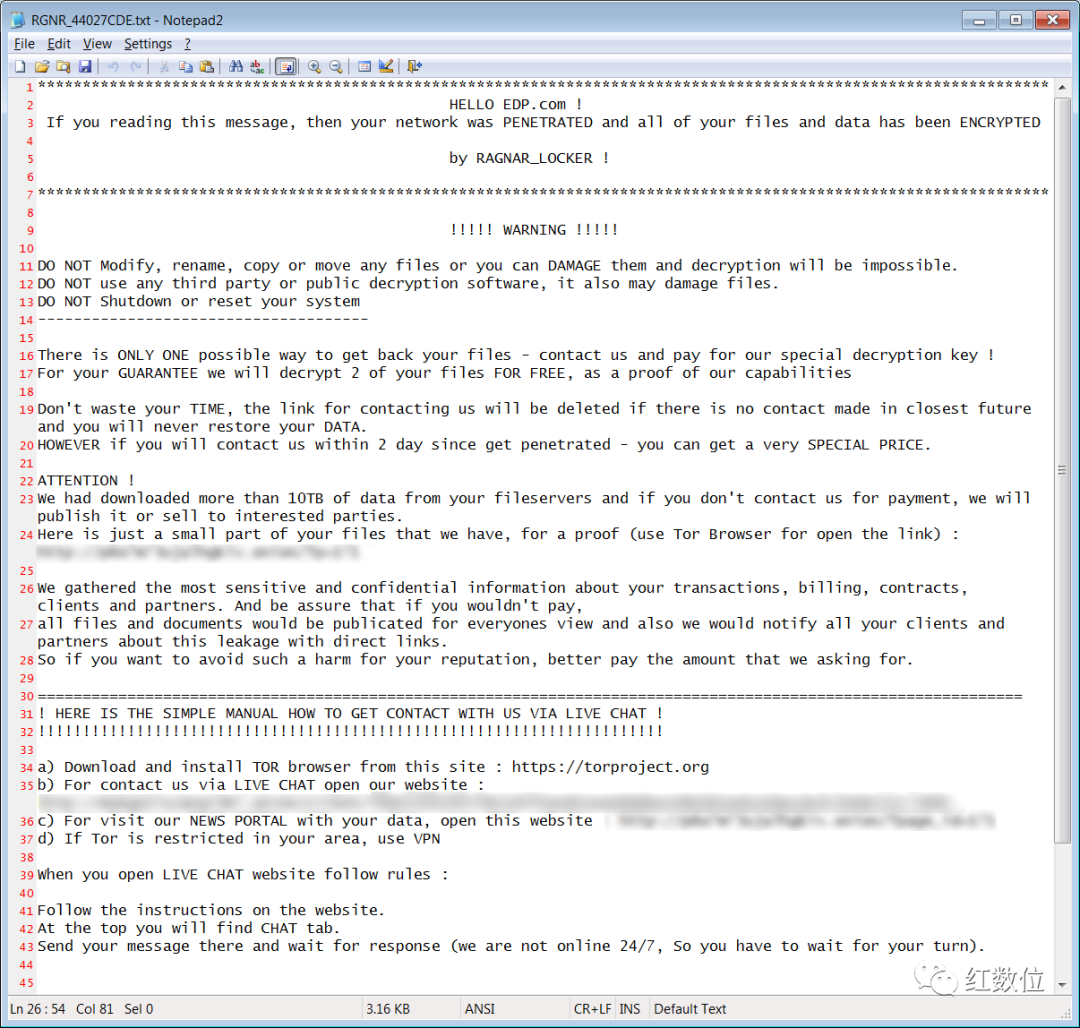 RGNR_44027CDE.txt - Notepad2
File Edit View Settings ?
1 *****************************************************************************************************************
2 HELLO EDP.com !
3 If you reading this message, then your network was PENETRATED and all of your files and data has been ENCRYPTED
4
5 by RAGNAR_LOCKER !
6
7 *****************************************************************************************************************
8
9 !!!!! WARNING !!!!!
10
11 DO NOT Modify, rename, copy or move any files or you can DAMAGE them and decryption will be impossible.
12 DO NOT use any third party or public decryption software, it also may damage files.
13 DO NOT Shutdown or reset your system
14 -------------------------------------
15
16 There is ONLY ONE possible way to get back your files - contact us and pay for our special decryption key !
17 For your GUARANTEE we will decrypt 2 of your files FOR FREE, as a proof of our capabilities
18
19 Don't waste your TIME, the link for contacting us will be deleted if there is no contact made in closest future
and you will never restore your DATA.
20 HOWEVER if you will contact us within 2 day since get penetrated - you can get a very SPECIAL PRICE.
21
22 ATTENTION !
23 We had downloaded more than 10TB of data from your fileservers and if you don't contact us for payment, we will
publish it or sell to interested parties.
24 Here is just a small part of your files that we have, for a proof (use Tor Browser for open the link) :
25
26 We gathered the most sensitive and confidential information about your transactions, billing, contracts,
clients and partners. And be assure that if you wouldn't pay,
27 all files and documents would be publicated for everyones view and also we would notify all your clients and
partners about this leakage with direct links.
28 So if you want to avoid such a harm for your reputation, better pay the amount that we asking for.
29
30 ==============================================================================================================
31 ! HERE IS THE SIMPLE MANUAL HOW TO GET CONTACT WITH US VIA LIVE CHAT !
32 !!!!!!!!!!!!!!!!!!!!!!!!!!!!!!!!!!!!!!!!!!!!!!!!!!!!!!!!!!!!!!!!!!!!!!
33
34 a) Download and install TOR browser from this site : https://torproject.org
35 b) For contact us via LIVE CHAT open our website :
36 c) For visit our NEWS PORTAL with your data, open this website :
37 d) If Tor is restricted in your area, use VPN
38
39 When you open LIVE CHAT website follow rules :
40
41 Follow the instructions on the website.
42 At the top you will find CHAT tab.
43 Send your message there and wait for response (we are not online 24/7, So you have to wait for your turn).
44
45
红数位
Ln 26 : 54 Col 81 Sel 0 3.16 KB ANSI CR+LF INS Default Text